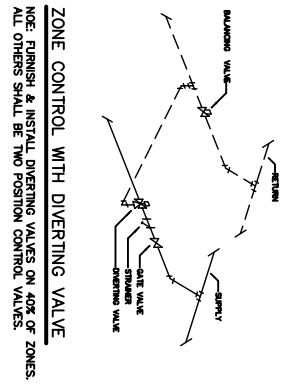 BALANCING VALVE
RETURN
SUPPLY
GATE VALVE
STRAINER
DIVERTING VALVE
ZONE CONTROL WITH DIVERTING VALVE
NOE: FURNISH & INSTALL DIVERTING VALVES ON 40% OF ZONES.
ALL OTHERS SHALL BE TWO POSITION CONTROL VALVES.